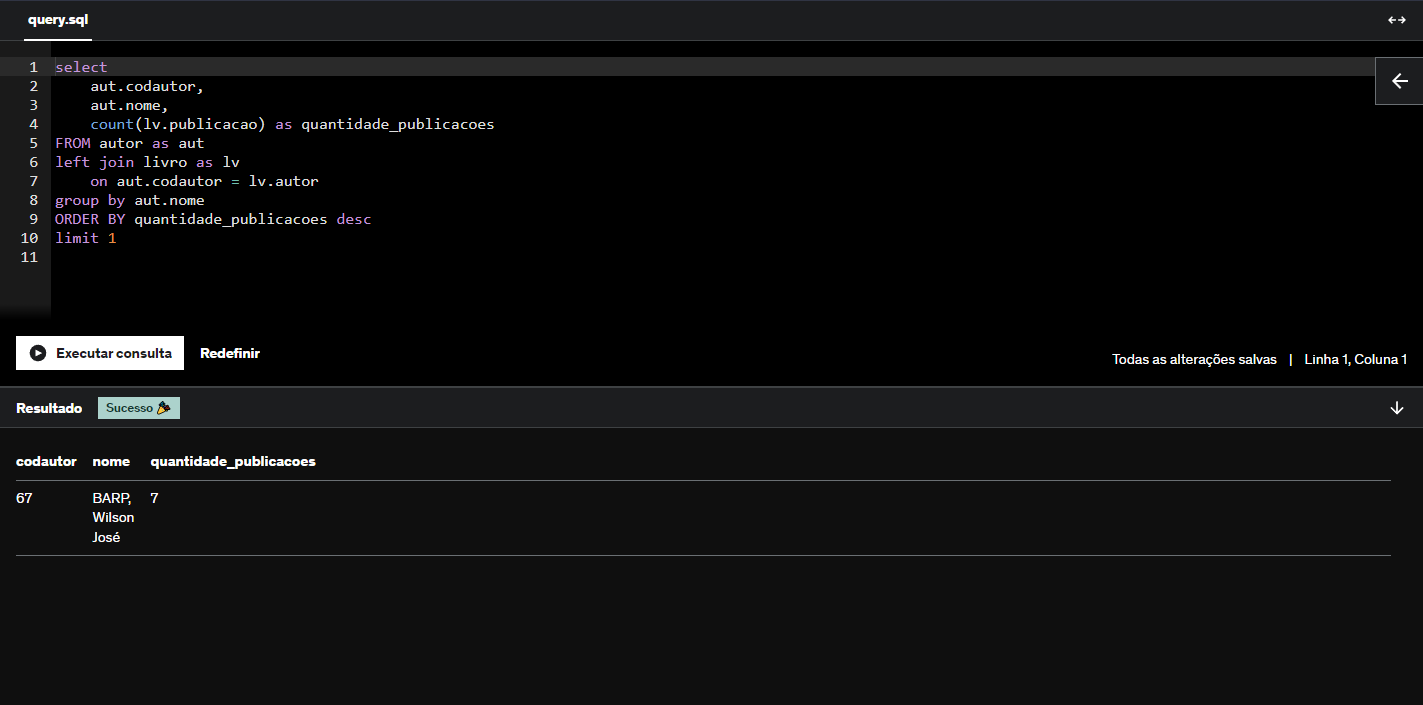 query.sql
1 select
2     aut.codautor,
3     aut.nome,
4     count(lv.publicacao) as quantidade_publicacoes
5 FROM autor as aut
6 left join livro as lv
7     on aut.codautor = lv.autor
8 group by aut.nome
9 ORDER BY quantidade_publicacoes desc
10 limit 1
11
Executar consulta Redefinir Todas as alterações salvas | Linha 1, Coluna 1
Resultado Sucesso
codautor nome quantidade_publicacoes
67 BARP, 7
Wilson
José